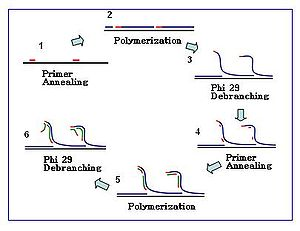 1
Primer
Annealing
2
Polymerization
3
Phi 29
Debranching
4
Primer
Annealing
5
Polymerization
6
Phi 29
Debranching